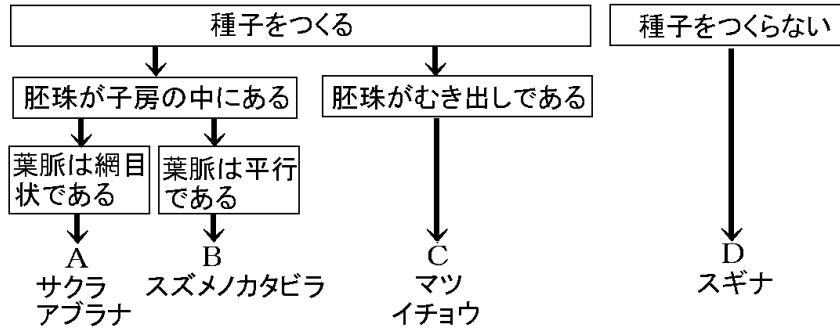 種子をつくる
種子をつくらない
胚珠が子房の中にある
胚珠がむき出しである
葉脈は網目
状である
葉脈は平行
である
A
サクラ
アブラナ
B
スズメノカタビラ
C
マツ
イチョウ
D
スギナ